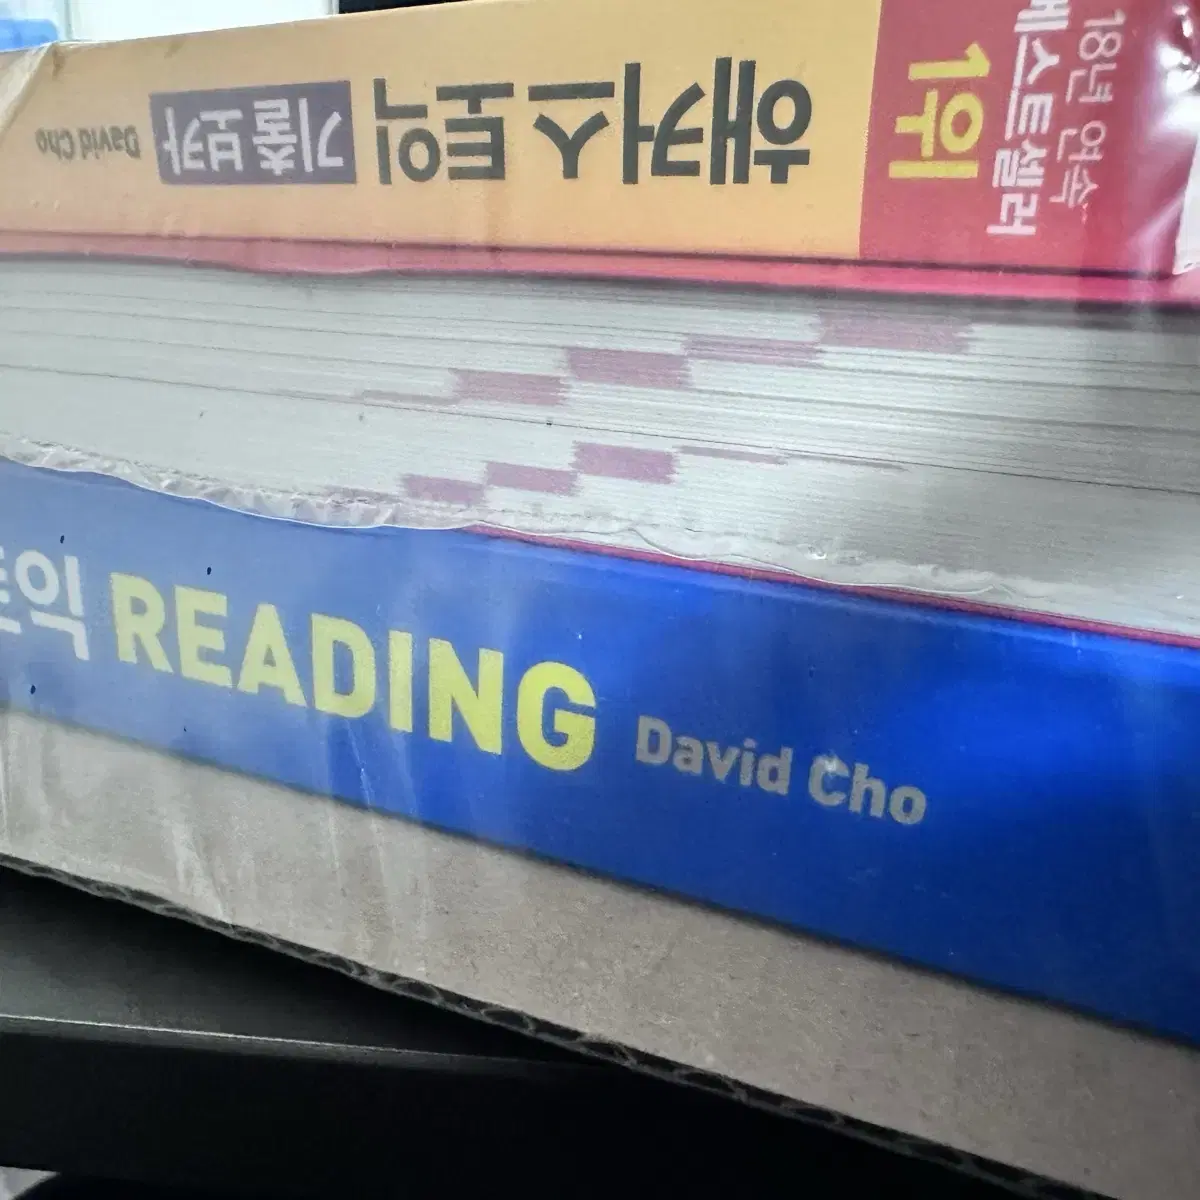 18년 연속
베스트셀러
1위
해커스 토익
기출 보카
David Cho
토익 READING David Cho